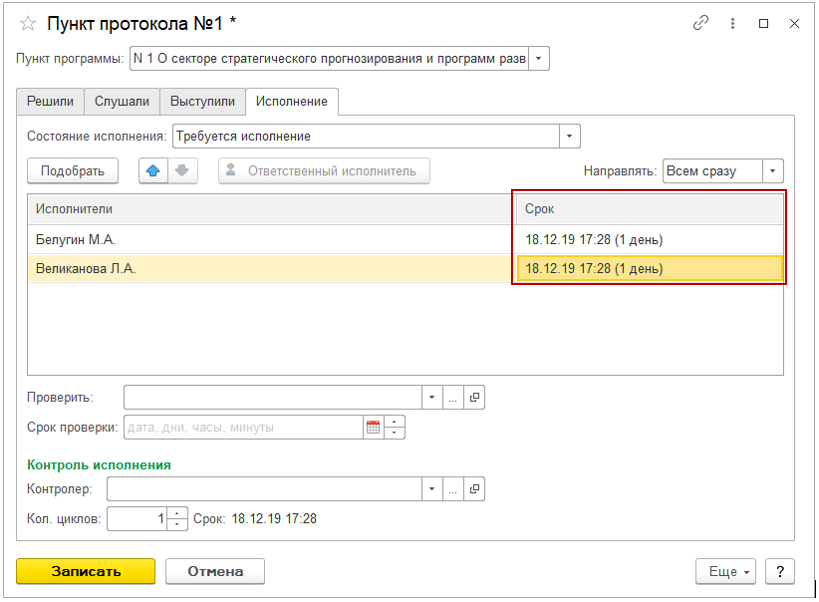 Пункт протокола №1 *
Пункт программы: N 1 О секторе стратегического прогнозирования и программ разв
Решили Слушали Выступили Исполнение
Состояние исполнения: Требуется исполнение
Подобрать Ответственный исполнитель Направлять: Всем сразу
Исполнители Срок
Белугин М.А. 18.12.19 17:28 (1 день)
Великанова Л.А. 18.12.19 17:28 (1 день)
Проверить: ...
Срок проверки: дата, дни, часы, минуты
Контроль исполнения
Контролер: ...
Кол. циклов: 1 Срок: 18.12.19 17:28
Записать Отмена Еще ?